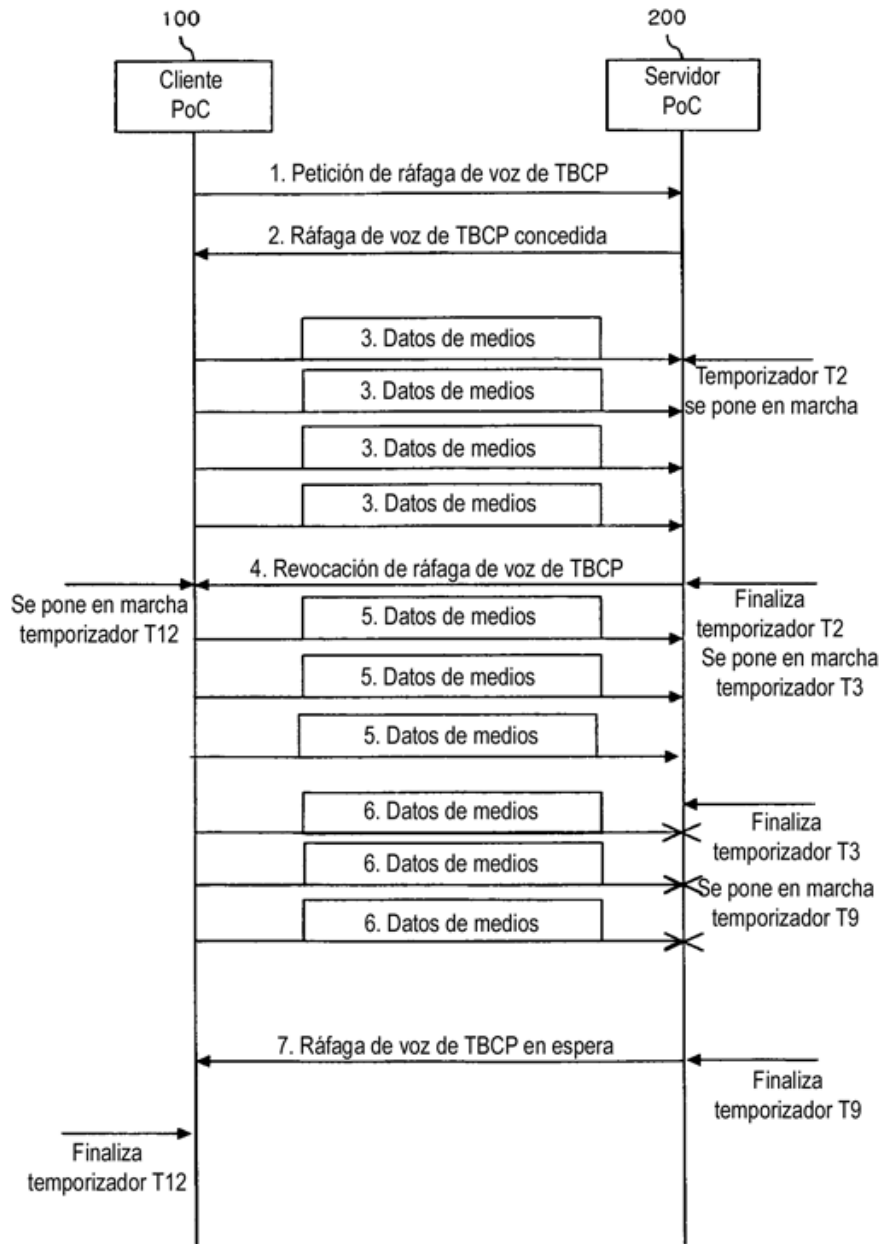 100
200
Cliente
PoC
Servidor
PoC
1. Petición de ráfaga de voz de TBCP
2. Ráfaga de voz de TBCP concedida
3. Datos de medios
Temporizador T2
se pone en marcha
3. Datos de medios
3. Datos de medios
3. Datos de medios
4. Revocación de ráfaga de voz de TBCP
Se pone en marcha
temporizador T12
Finaliza
temporizador T2
Se pone en marcha
temporizador T3
5. Datos de medios
5. Datos de medios
5. Datos de medios
6. Datos de medios
Finaliza
temporizador T3
6. Datos de medios
Se pone en marcha
temporizador T9
6. Datos de medios
7. Ráfaga de voz de TBCP en espera
Finaliza
temporizador T9
Finaliza
temporizador T12